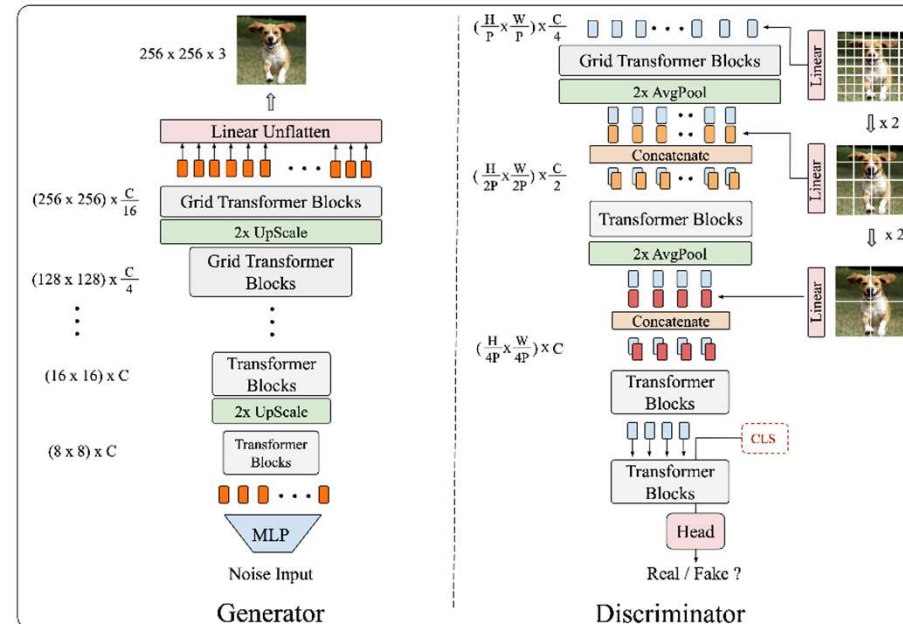 256 x 256 x 3
Linear Unflatten
(256 x 256) x C/16
Grid Transformer Blocks
2x UpScale
(128 x 128) x C/4
Grid Transformer
Blocks
(16 x 16) x C
Transformer
Blocks
2x UpScale
(8 x 8) x C
Transformer
Blocks
MLP
Noise Input
Generator
(H/P x W/P) x C/4
Linear
Grid Transformer Blocks
2x AvgPool
x 2
Concatenate
(H/2P x W/2P) x C/2
Linear
Transformer Blocks
2x AvgPool
x 2
Linear
Concatenate
(H/4P x W/4P) x C
Transformer
Blocks
CLS
Transformer
Blocks
Head
Real / Fake ?
Discriminator